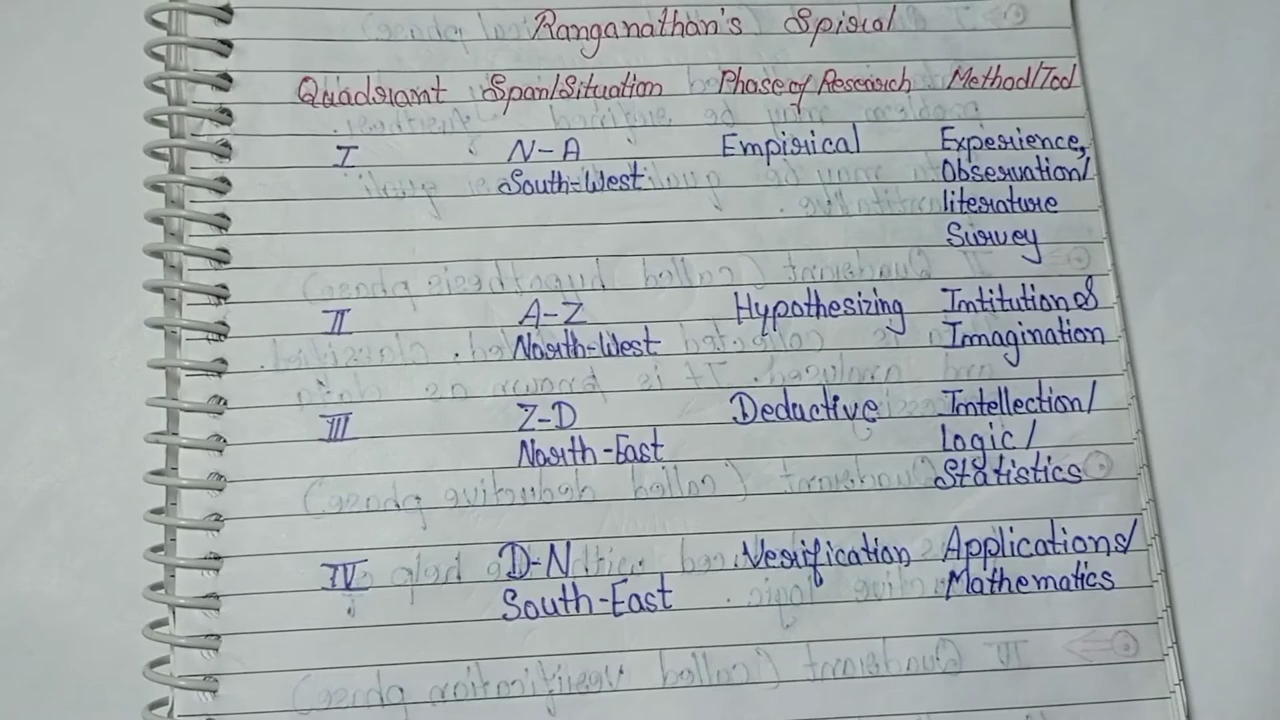 Ranganathan's Spiral
Quadrant Span/Situation Phase of Research Method/Tool
I N-A Empirical Experience,
South-West Observation/
literature
Survey
II A-Z Hypothesizing Intitution &
North-West Imagination
III Z-D Deductive Intellection/
North-East Logic/
Statistics
IV D-N Verification Applications/
South-East Mathematics